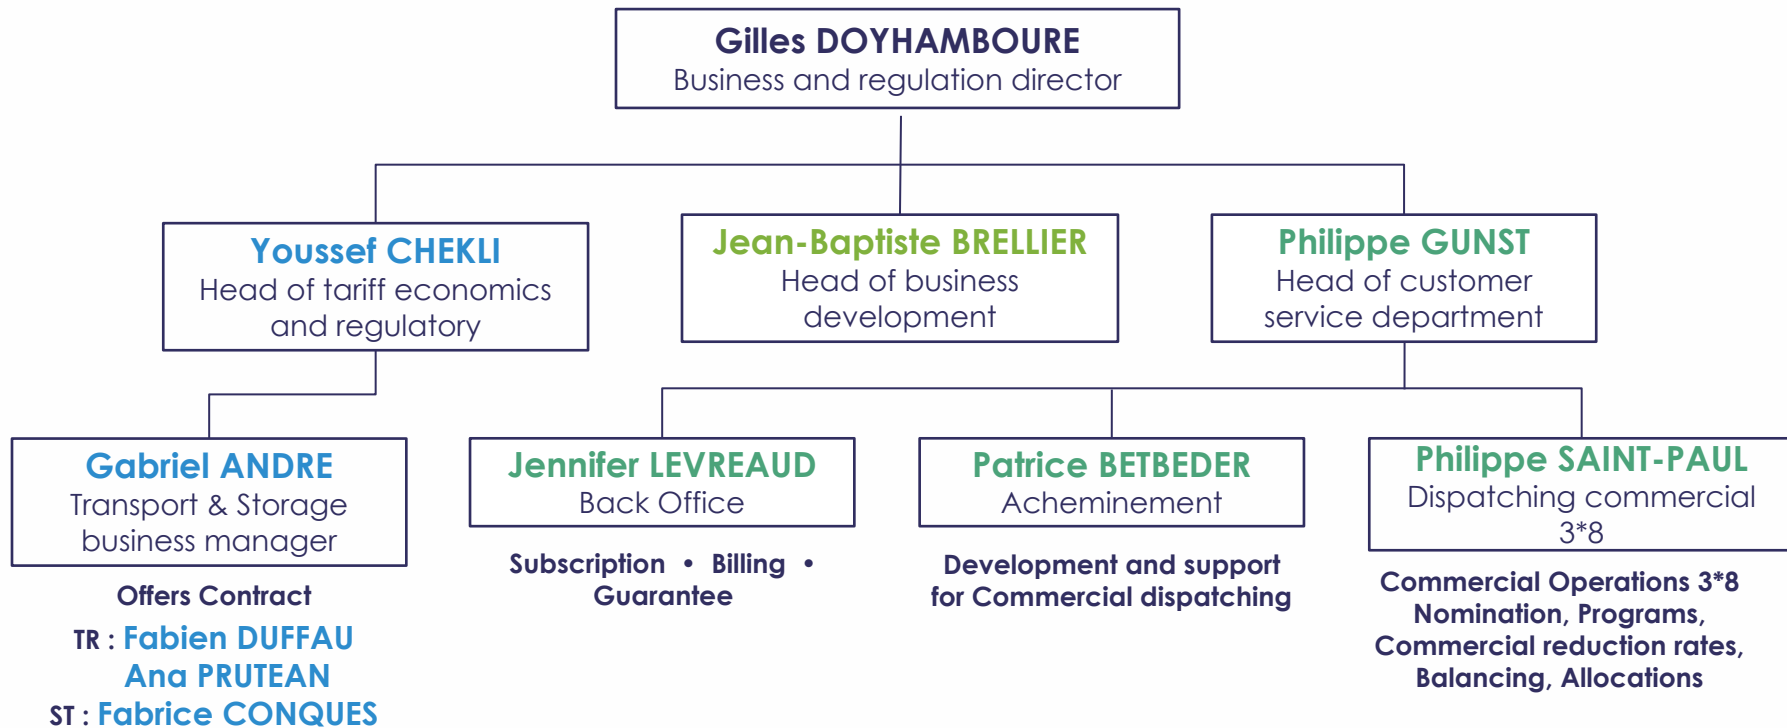 Gilles DOYHAMBOURE
Business and regulation director
Youssef CHEKLI
Head of tariff economics
and regulatory
Jean-Baptiste BRELLIER
Head of business
development
Philippe GUNST
Head of customer
service department
Gabriel ANDRE
Transport & Storage
business manager
Offers Contract
TR : Fabien DUFFAU
Ana PRUTEAN
ST : Fabrice CONQUES
Jennifer LEVREAUD
Back Office
Subscription • Billing •
Guarantee
Patrice BETBEDER
Acheminement
Development and support
for Commercial dispatching
Philippe SAINT-PAUL
Dispatching commercial
3*8
Commercial Operations 3*8
Nomination, Programs,
Commercial reduction rates,
Balancing, Allocations